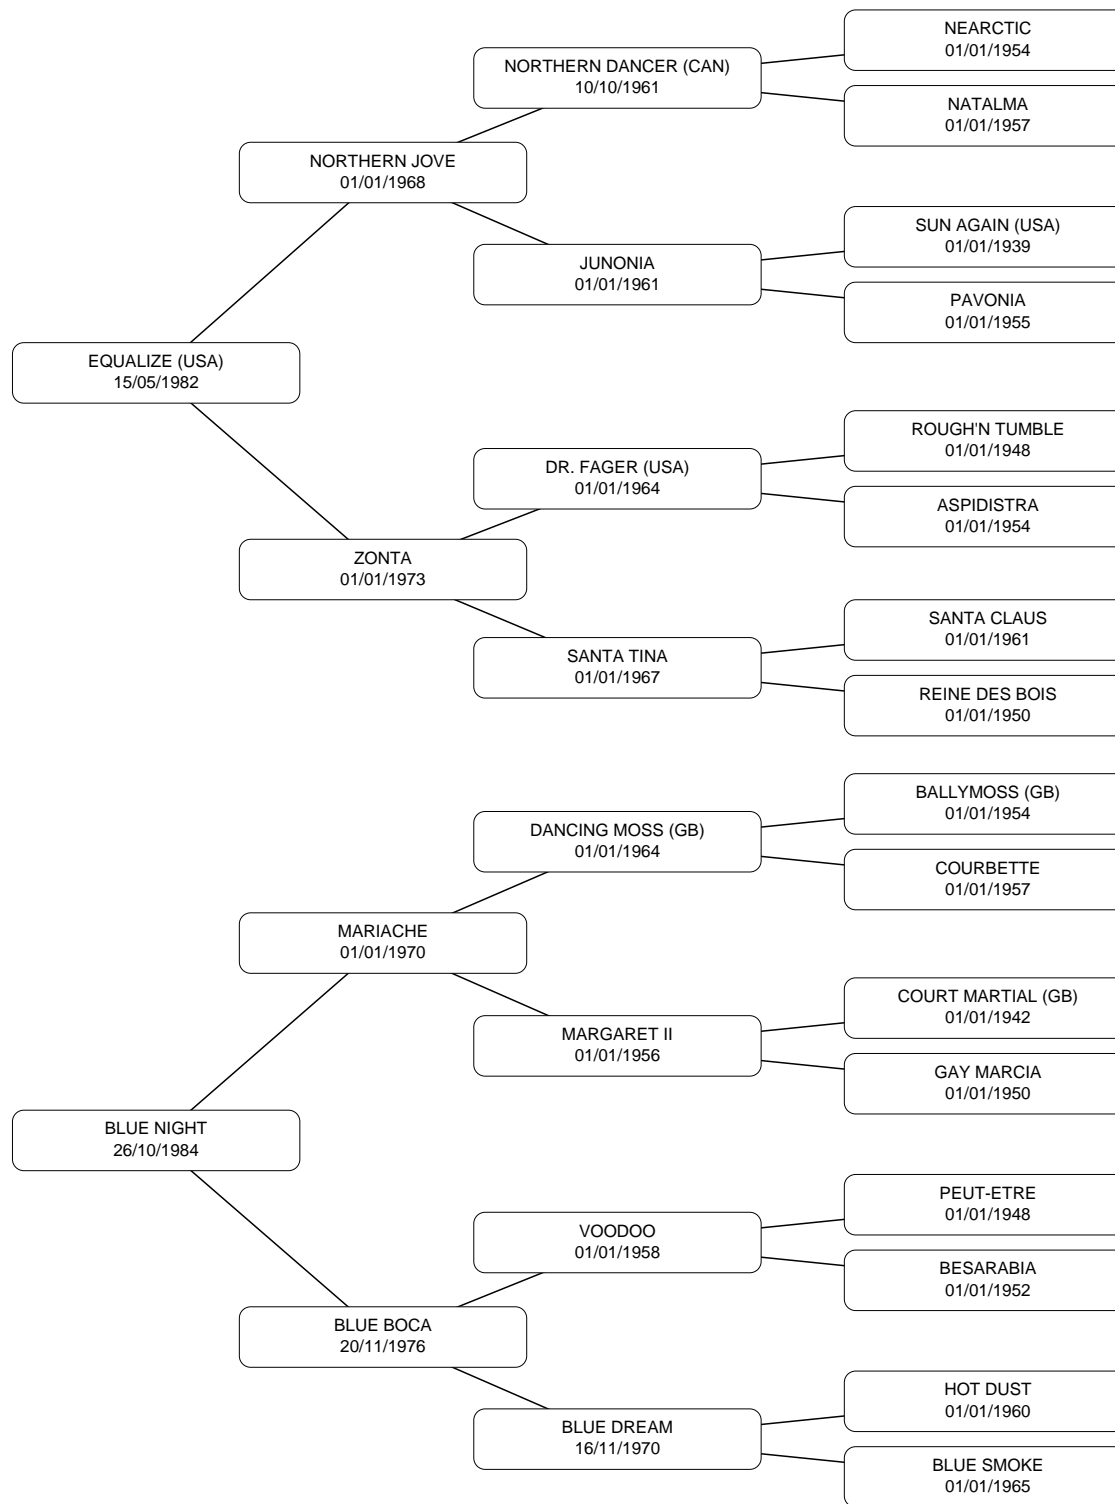 NEARCTIC
01/01/1954
NORTHERN DANCER (CAN)
10/10/1961
NATALMA
01/01/1957
NORTHERN JOVE
01/01/1968
SUN AGAIN (USA)
01/01/1939
JUNONIA
01/01/1961
PAVONIA
01/01/1955
EQUALIZE (USA)
15/05/1982
ROUGH'N TUMBLE
01/01/1948
DR. FAGER (USA)
01/01/1964
ASPIDISTRA
01/01/1954
ZONTA
01/01/1973
SANTA CLAUS
01/01/1961
SANTA TINA
01/01/1967
REINE DES BOIS
01/01/1950
BALLYMOSS (GB)
01/01/1954
DANCING MOSS (GB)
01/01/1964
COURBETTE
01/01/1957
MARIACHE
01/01/1970
COURT MARTIAL (GB)
01/01/1942
MARGARET II
01/01/1956
GAY MARCIA
01/01/1950
BLUE NIGHT
26/10/1984
PEUT-ETRE
01/01/1948
VOODOO
01/01/1958
BESARABIA
01/01/1952
BLUE BOCA
20/11/1976
HOT DUST
01/01/1960
BLUE DREAM
16/11/1970
BLUE SMOKE
01/01/1965